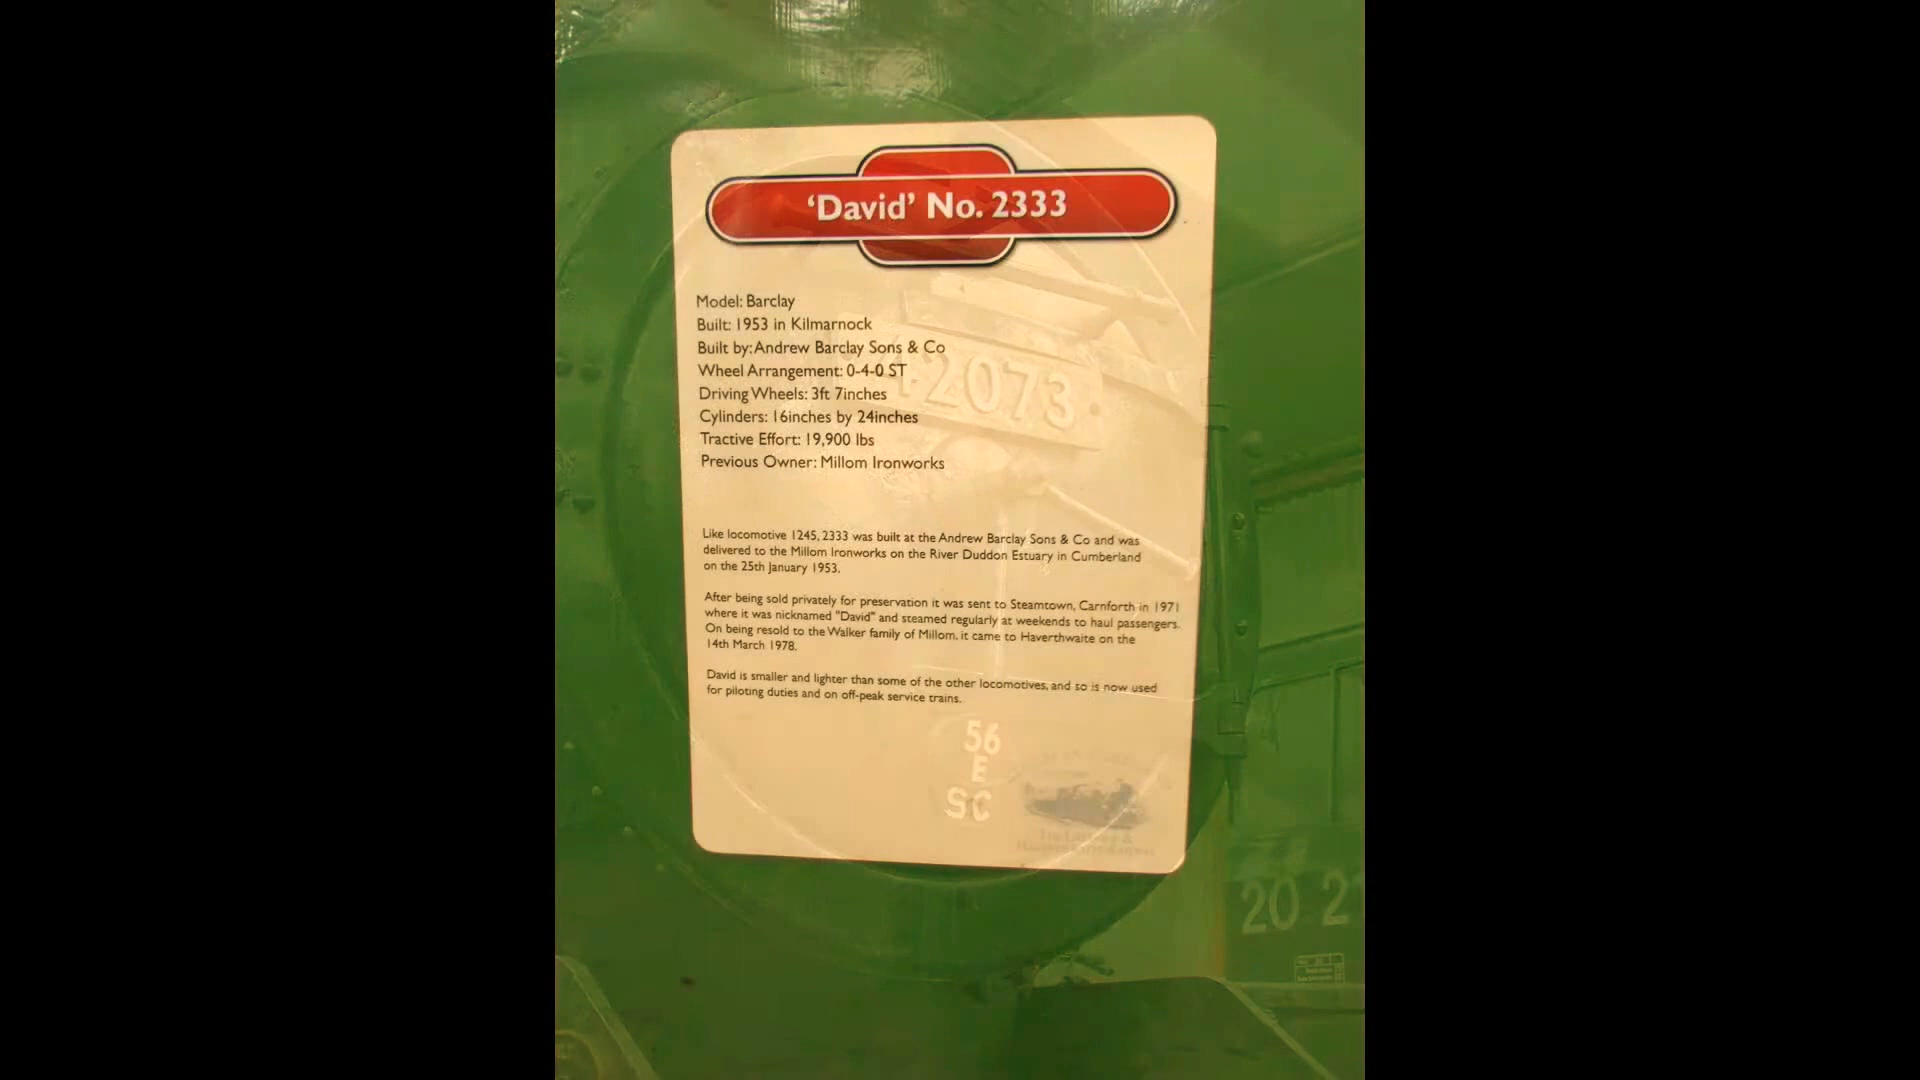 ‘David’ No. 2333
Model: Barclay
Built: 1953 in Kilmarnock
Built by: Andrew Barclay Sons & Co
Wheel Arrangement: 0-4-0 ST
Driving Wheels: 3ft 7inches
Cylinders: 16inches by 24inches
Tractive Effort: 19,900 lbs
Previous Owner: Millom Ironworks
42073
Like locomotive 1245, 2333 was built at the Andrew Barclay Sons & Co and was
delivered to the Millom Ironworks on the River Duddon Estuary in Cumberland
on the 25th January 1953.
After being sold privately for preservation it was sent to Steamtown, Carnforth in 1971
where it was nicknamed "David" and steamed regularly at weekends to haul passengers.
On being resold to the Walker family of Millom, it came to Haverthwaite on the
14th March 1978.
David is smaller and lighter than some of the other locomotives, and so is now used
for piloting duties and on off-peak service trains.
56
E
SC
20 21